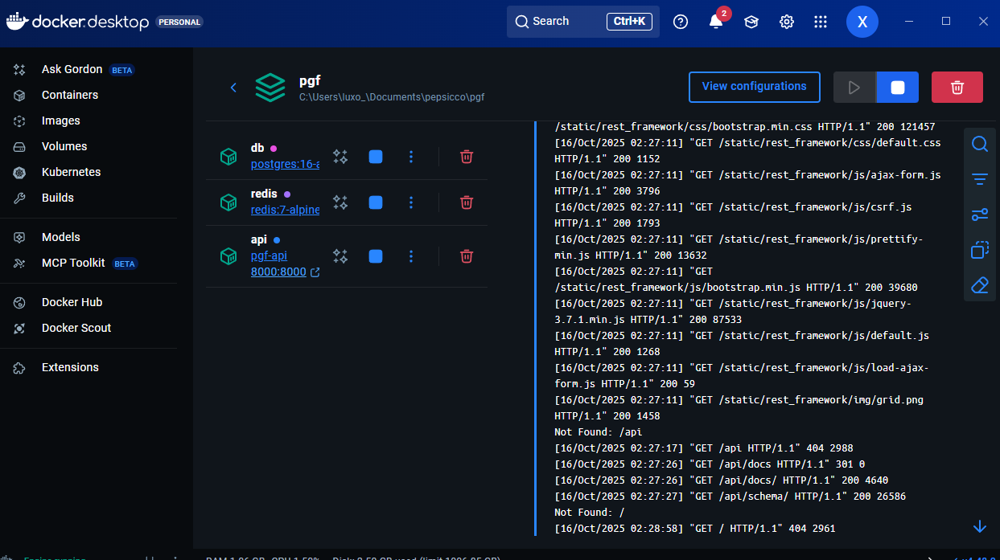 docker desktop PERSONAL
Search Ctrl+K
2
X
Ask Gordon BETA
Containers
Images
Volumes
Kubernetes
Builds
Models
MCP Toolkit BETA
Docker Hub
Docker Scout
Extensions
pgf
C:\Users\luxo_\Documents\pepsicco\pgf
View configurations
db
postgres:16-a
redis
redis:7-alpine
api
pgf-api
8000:8000
/static/rest_framework/css/bootstrap.min.css HTTP/1.1" 200 121457
[16/Oct/2025 02:27:11] "GET /static/rest_framework/css/default.css
HTTP/1.1" 200 1152
[16/Oct/2025 02:27:11] "GET /static/rest_framework/js/ajax-form.js
HTTP/1.1" 200 3796
[16/Oct/2025 02:27:11] "GET /static/rest_framework/js/csrf.js
HTTP/1.1" 200 1793
[16/Oct/2025 02:27:11] "GET /static/rest_framework/js/prettify-
min.js HTTP/1.1" 200 13632
[16/Oct/2025 02:27:11] "GET
/static/rest_framework/js/bootstrap.min.js HTTP/1.1" 200 39680
[16/Oct/2025 02:27:11] "GET /static/rest_framework/js/jquery-
3.7.1.min.js HTTP/1.1" 200 87533
[16/Oct/2025 02:27:11] "GET /static/rest_framework/js/default.js
HTTP/1.1" 200 1268
[16/Oct/2025 02:27:11] "GET /static/rest_framework/js/load-ajax-
form.js HTTP/1.1" 200 59
[16/Oct/2025 02:27:11] "GET /static/rest_framework/img/grid.png
HTTP/1.1" 200 1458
Not Found: /api
[16/Oct/2025 02:27:17] "GET /api HTTP/1.1" 404 2988
[16/Oct/2025 02:27:26] "GET /api/docs HTTP/1.1" 301 0
[16/Oct/2025 02:27:26] "GET /api/docs/ HTTP/1.1" 200 4640
[16/Oct/2025 02:27:27] "GET /api/schema/ HTTP/1.1" 200 26586
Not Found: /
[16/Oct/2025 02:28:58] "GET / HTTP/1.1" 404 2961